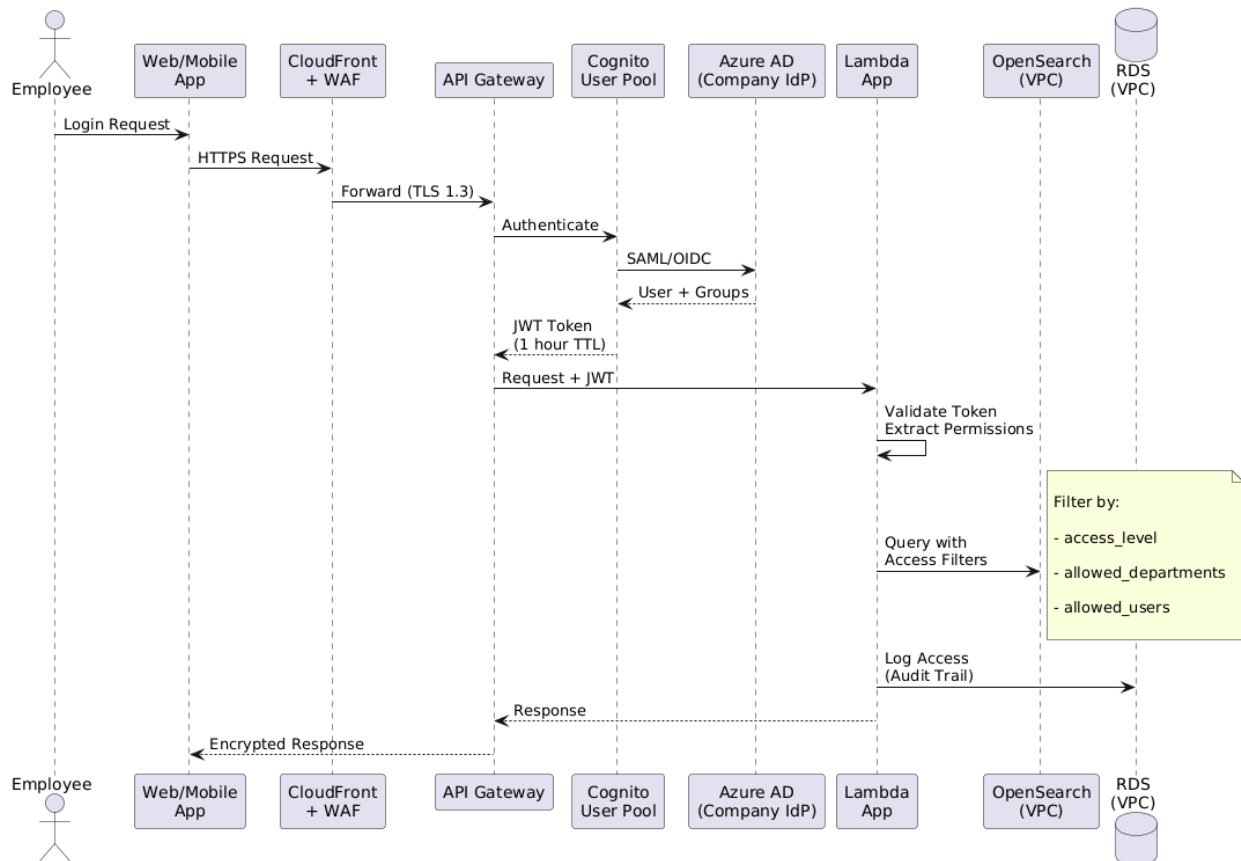 Employee
Web/Mobile
App
CloudFront
+ WAF
API Gateway
Cognito
User Pool
Azure AD
(Company IdP)
Lambda
App
OpenSearch
(VPC)
RDS
(VPC)
Login Request
HTTPS Request
Forward (TLS 1.3)
Authenticate
SAML/OIDC
User + Groups
JWT Token
(1 hour TTL)
Request + JWT
Validate Token
Extract Permissions
Filter by:
- access_level
- allowed_departments
- allowed_users
Query with
Access Filters
Log Access
(Audit Trail)
Response
Encrypted Response
Employee
Web/Mobile
App
CloudFront
+ WAF
API Gateway
Cognito
User Pool
Azure AD
(Company IdP)
Lambda
App
OpenSearch
(VPC)
RDS
(VPC)